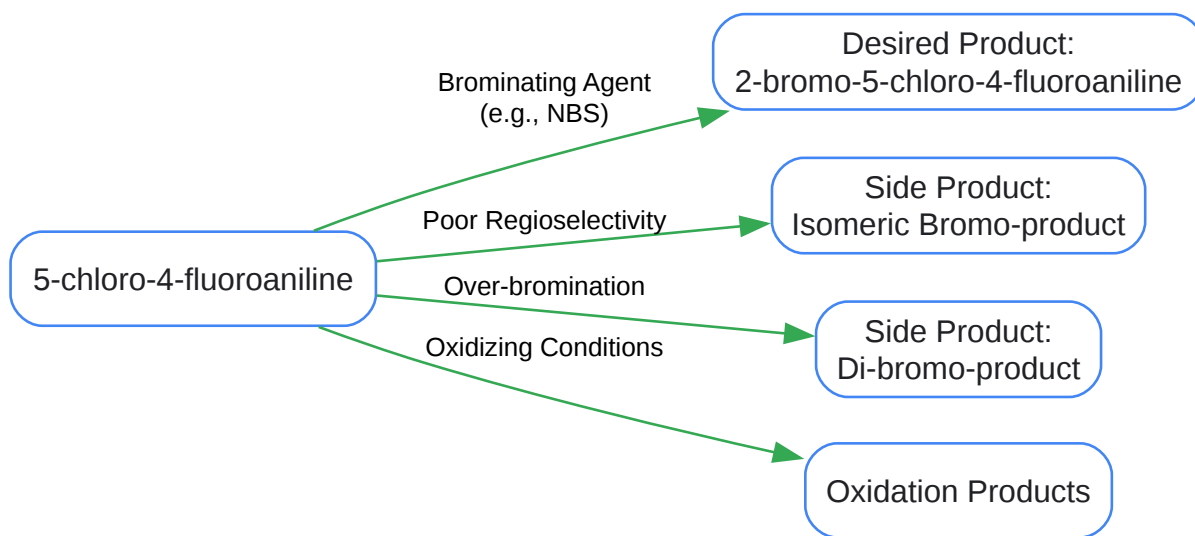 Desired Product:
2-bromo-5-chloro-4-fluoroaniline
Brominating Agent
(e.g., NBS)
Side Product:
Isomeric Bromo-product
Poor Regioselectivity
5-chloro-4-fluoroaniline
Over-bromination
Side Product:
Di-bromo-product
Oxidizing Conditions
Oxidation Products